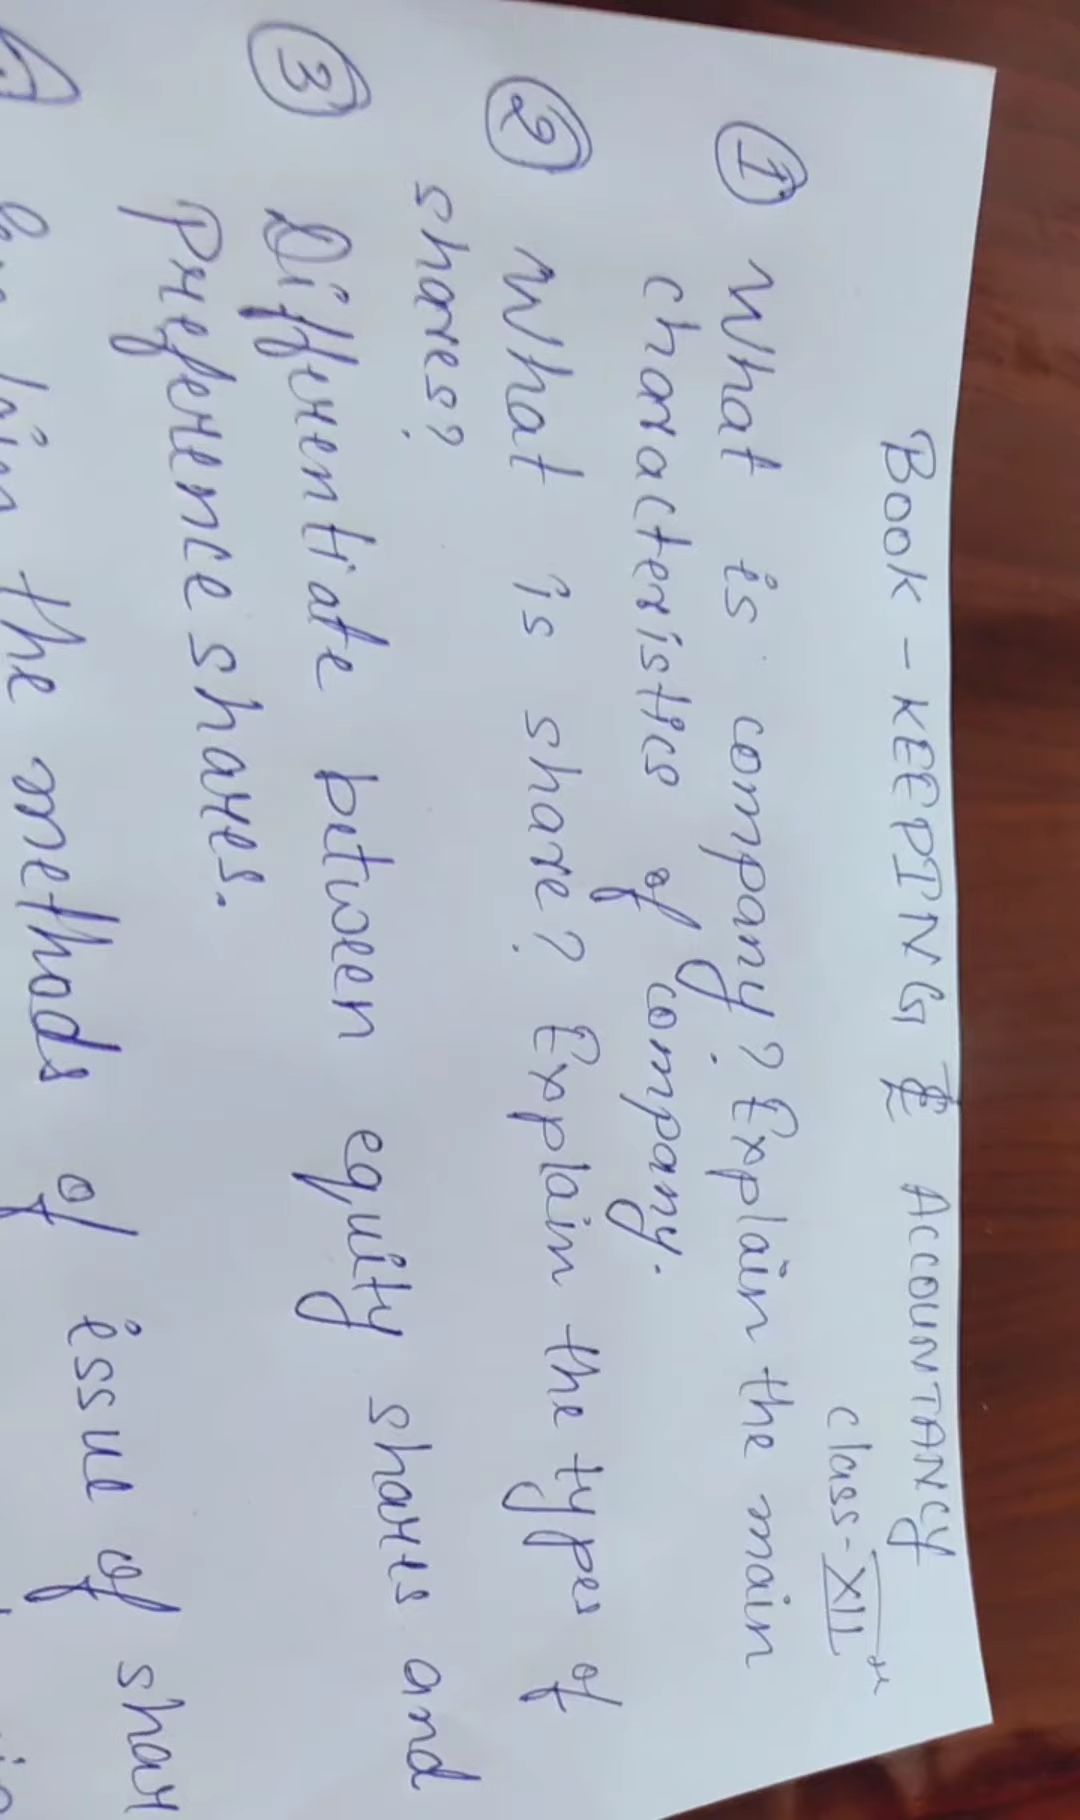 BOOK-KEEPING & ACCOUNTANCY
class-XII th
① What is company? Explain the main
characteristics of company.
② What is share? Explain the types of
shares?
③ Differentiate between equity shares and
Preference shares.
the methods of issue of shar